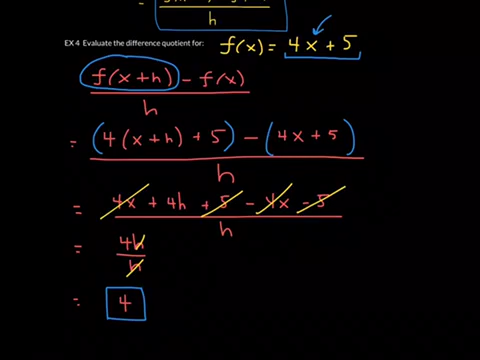 h
EX 4 Evaluate the difference quotient for: f(x) = 4x + 5
f(x+h) - f(x)
h
= (4(x+h) + 5) - (4x + 5)
h
= 4x + 4h + 5 - 4x - 5
h
= 4h
h
= 4